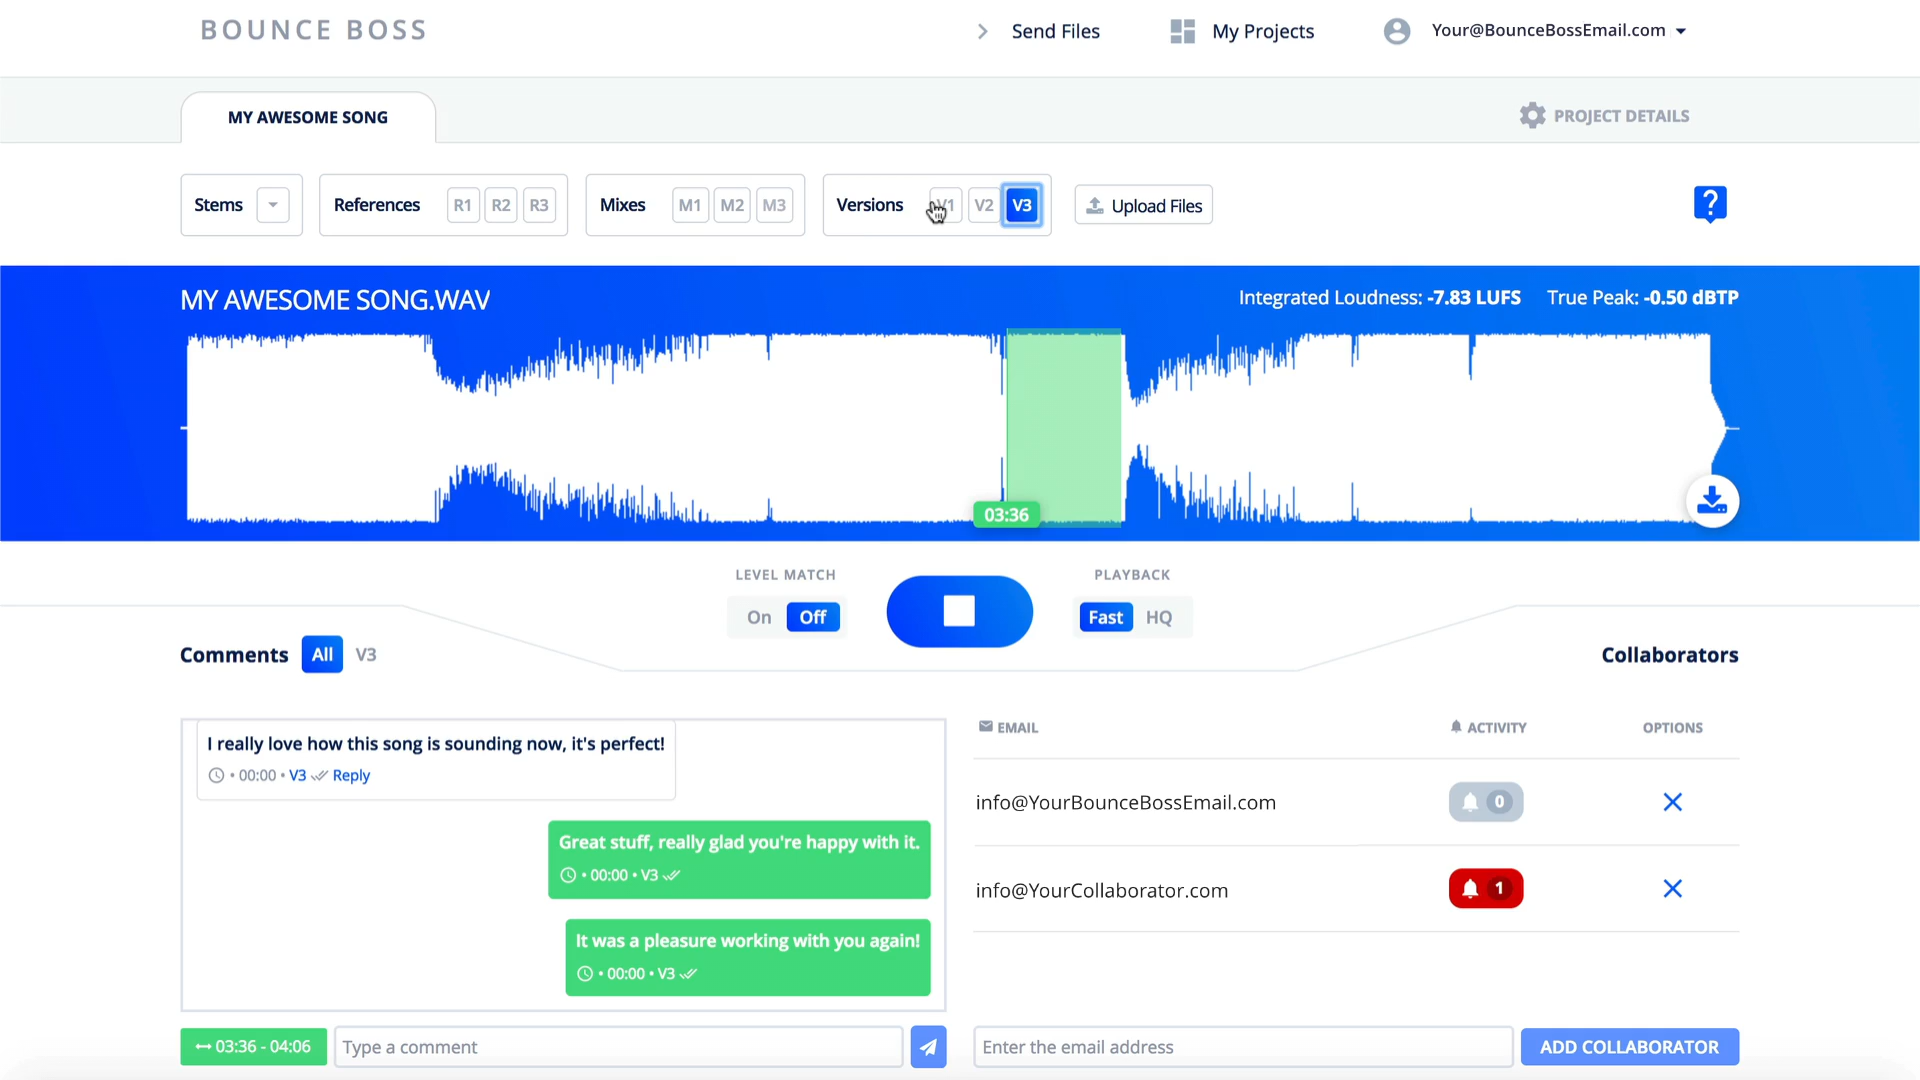 BOUNCE BOSS
Send Files
My Projects
Your@BounceBossEmail.com
MY AWESOME SONG
PROJECT DETAILS
Stems
References R1 R2 R3
Mixes M1 M2 M3
Versions V1 V2 V3
Upload Files
?
MY AWESOME SONG.WAV
Integrated Loudness: -7.83 LUFS True Peak: -0.50 dBTP
03:36
LEVEL MATCH
On Off
PLAYBACK
Fast HQ
Comments All V3
I really love how this song is sounding now, it's perfect!
• 00:00 • V3 Reply
Great stuff, really glad you're happy with it.
• 00:00 • V3
It was a pleasure working with you again!
• 00:00 • V3
03:36 - 04:06
Type a comment
Collaborators
EMAIL ACTIVITY OPTIONS
info@YourBounceBossEmail.com 0
info@YourCollaborator.com 1
Enter the email address
ADD COLLABORATOR